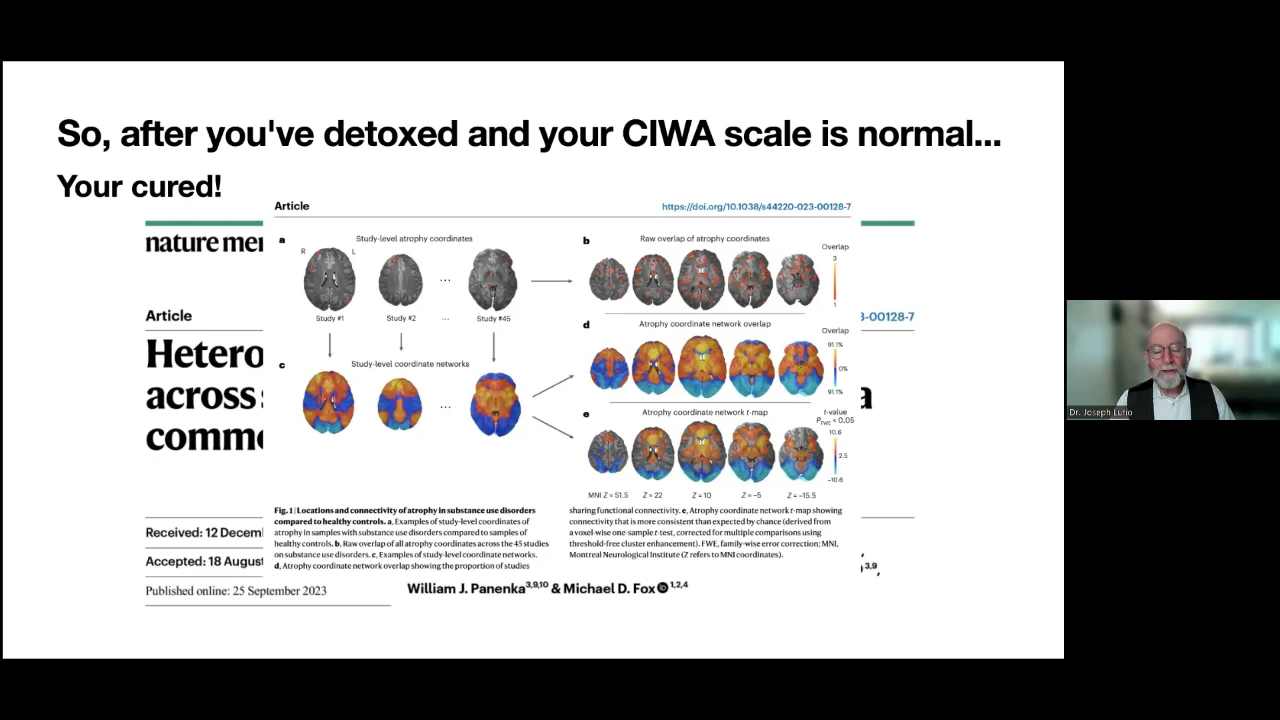 So, after you've detoxed and your CIWA scale is normal...
Your cured!
Article
https://doi.org/10.1038/s44220-023-00128-7
nature mer
Article
3-00128-7
Hetero
across
a
comme
Received: 12 Decem
Accepted: 18 August
3,9,
Published online: 25 September 2023
William J. Panenka3,9,10 & Michael D. Fox iD 1,2,4
a
Study-level atrophy coordinates
R
L
Study #1
Study #2
...
...
Study #45
b
Raw overlap of atrophy coordinates
Overlap
3
1
c
Study-level coordinate networks
...
d
Atrophy coordinate network overlap
Overlap
91.1%
0%
91.1%
e
Atrophy coordinate network t-map
t-value
PFWE < 0.05
10.6
2.5
–10.6
MNI Z = 51.5
Z = 22
Z = 10
Z = –5
Z = –15.5
Fig. 1 | Locations and connectivity of atrophy in substance use disorders
compared to healthy controls. a, Examples of study-level coordinates of
atrophy in samples with substance use disorders compared to samples of
healthy controls. b, Raw overlap of all atrophy coordinates across the 45 studies
on substance use disorders. c, Examples of study-level coordinate networks.
d, Atrophy coordinate network overlap showing the proportion of studies
sharing functional connectivity. e, Atrophy coordinate network t-map showing
connectivity that is more consistent than expected by chance (derived from
a voxel-wise one-sample t-test, corrected for multiple comparisons using
threshold-free cluster enhancement). FWE, family-wise error correction; MNI,
Montreal Neurological Institute (Z refers to MNI coordinates).
Dr. Joseph Lurio